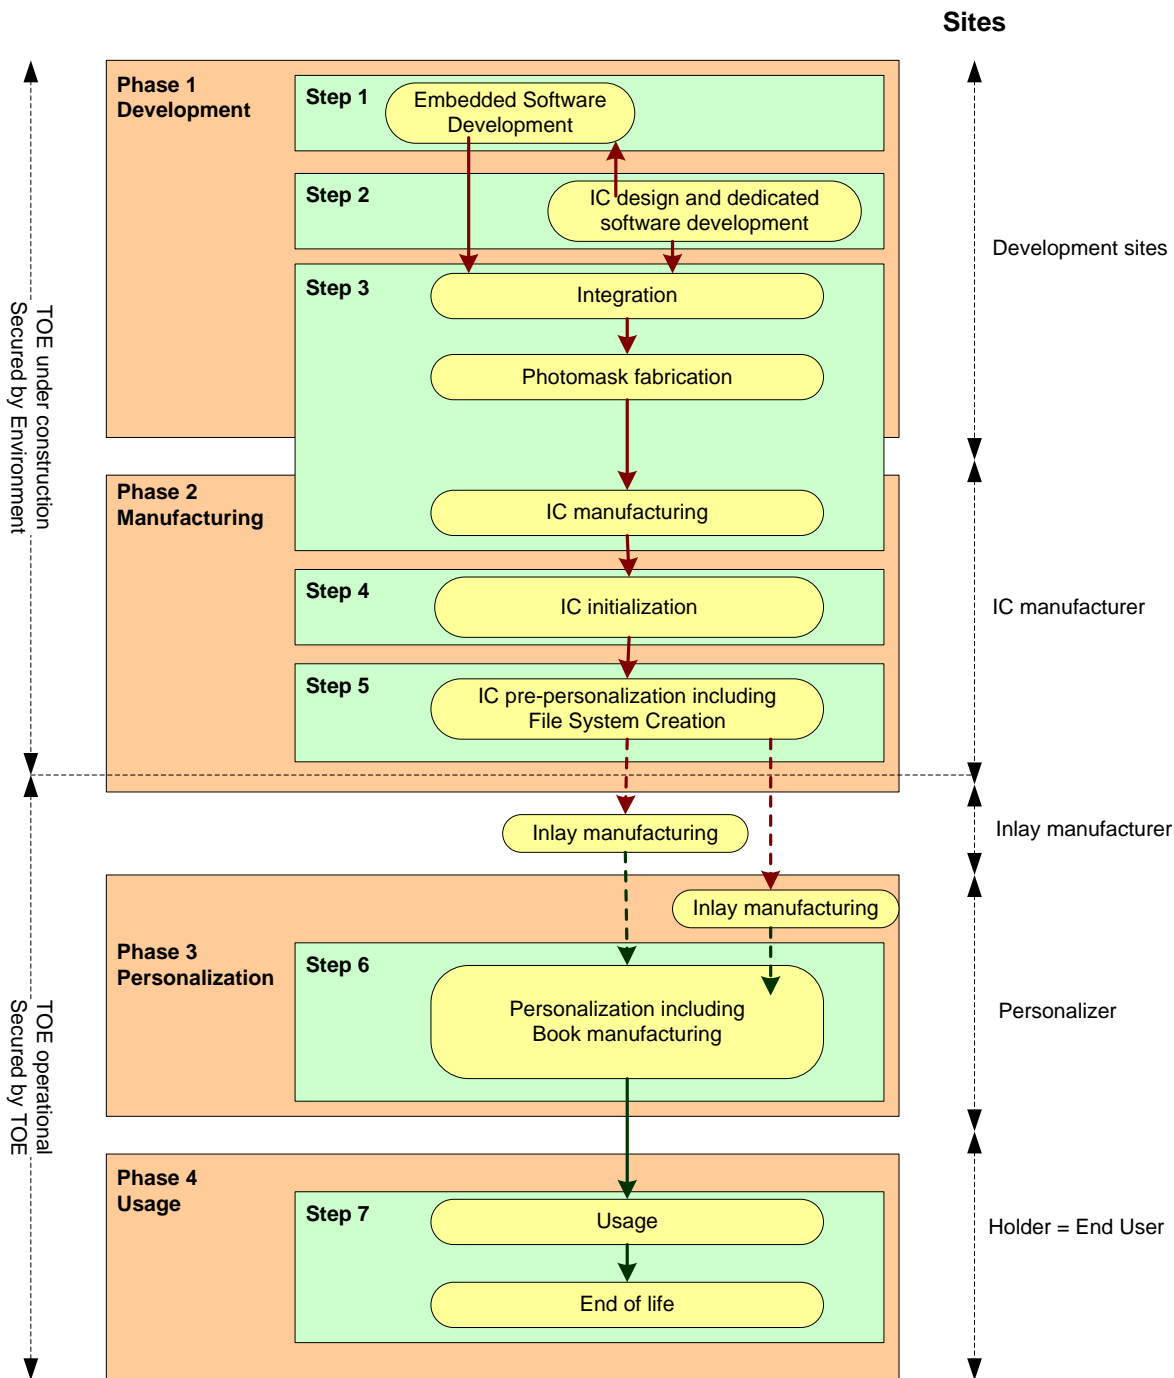 Sites
Phase 1
Development
Step 1
Embedded Software
Development
Step 2
IC design and dedicated
software development
Development sites
Step 3
Integration
TOE under construction
Secured by Environment
Photomask fabrication
Phase 2
Manufacturing
IC manufacturing
Step 4
IC initialization
IC manufacturer
Step 5
IC pre-personalization including
File System Creation
Inlay manufacturing
Inlay manufacturer
Inlay manufacturing
Phase 3
Personalization
Step 6
Personalization including
Book manufacturing
Personalizer
TOE operational
Secured by TOE
Phase 4
Usage
Step 7
Usage
Holder = End User
End of life